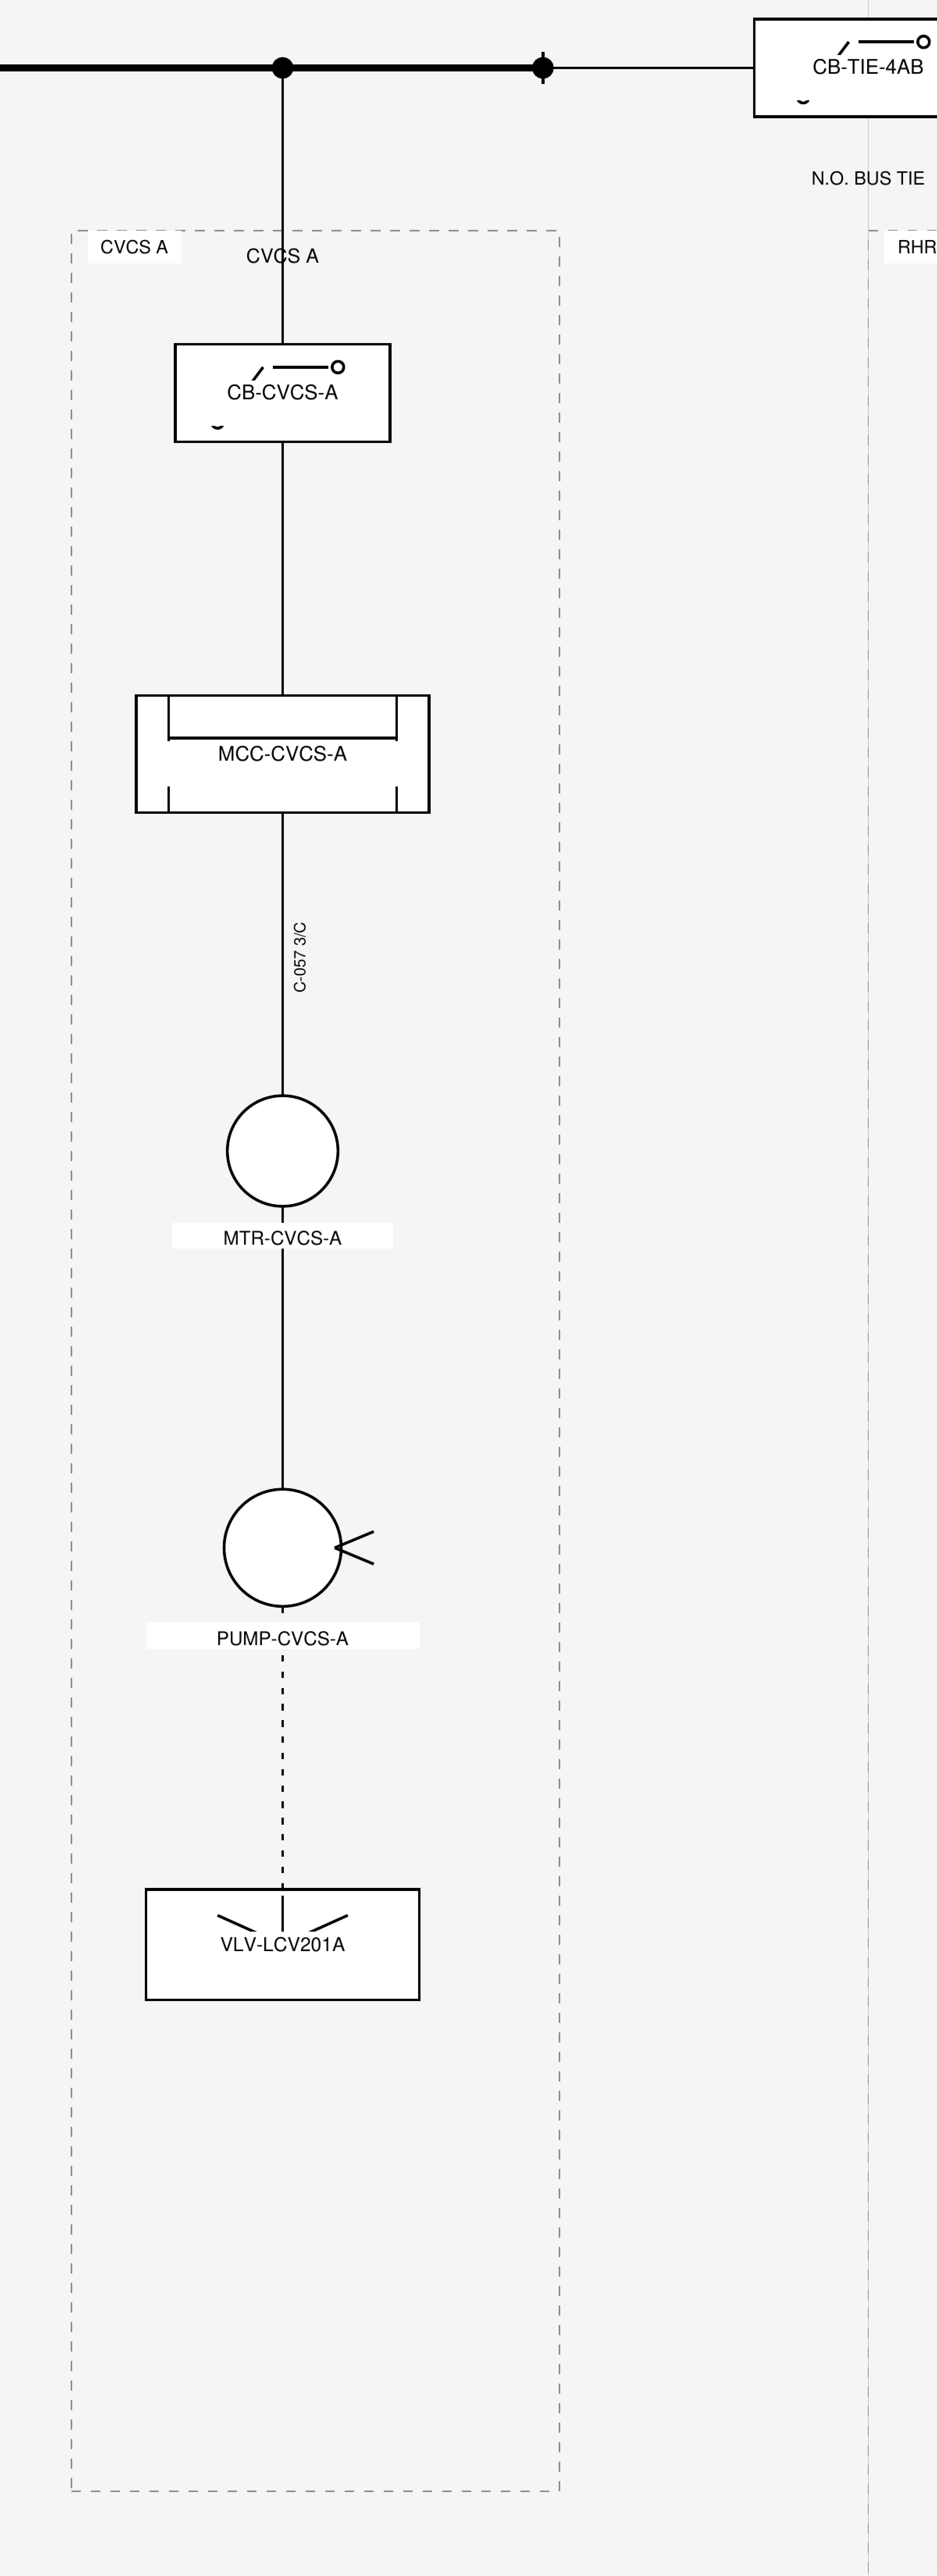 CB-TIE-4AB
N.O. BUS TIE
CVCS A
CVCS A
RHR
CB-CVCS-A
MCC-CVCS-A
C-057 3/C
MTR-CVCS-A
PUMP-CVCS-A
VLV-LCV201A